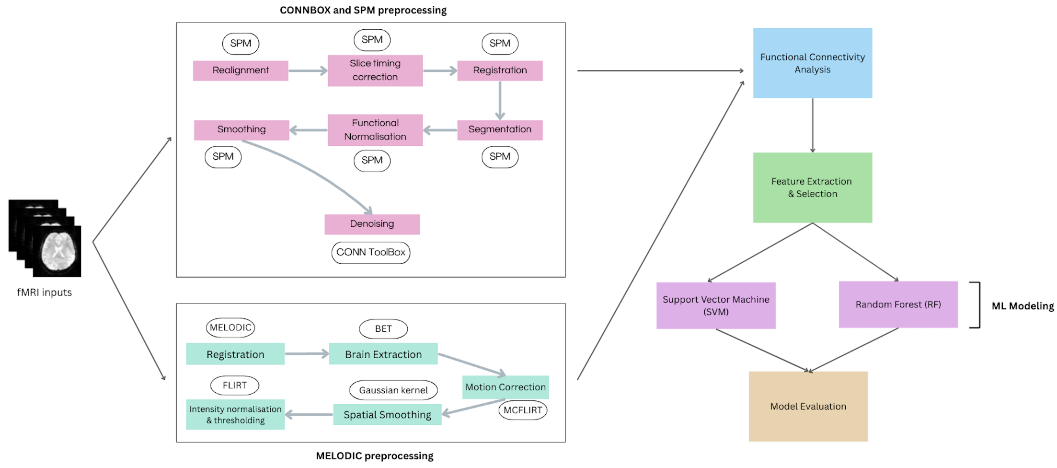 CONNBOX and SPM preprocessing
SPM
SPM
SPM
Realignment
Slice timing
correction
Registration
Smoothing
Functional
Normalisation
Segmentation
SPM
SPM
SPM
Denoising
CONN ToolBox
fMRI inputs
MELODIC
BET
Registration
Brain Extraction
FLIRT
Gaussian kernel
Motion Correction
Intensity normalisation
& thresholding
Spatial Smoothing
MCFLIRT
MELODIC preprocessing
Functional Connectivity
Analysis
Feature Extraction
& Selection
Support Vector Machine
(SVM)
Random Forest (RF)
ML Modeling
Model Evaluation